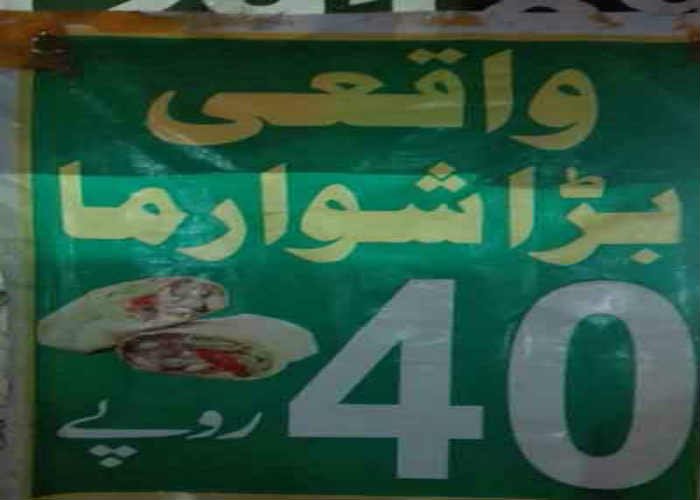 واقعی
بڑا شوارما
40
روپے